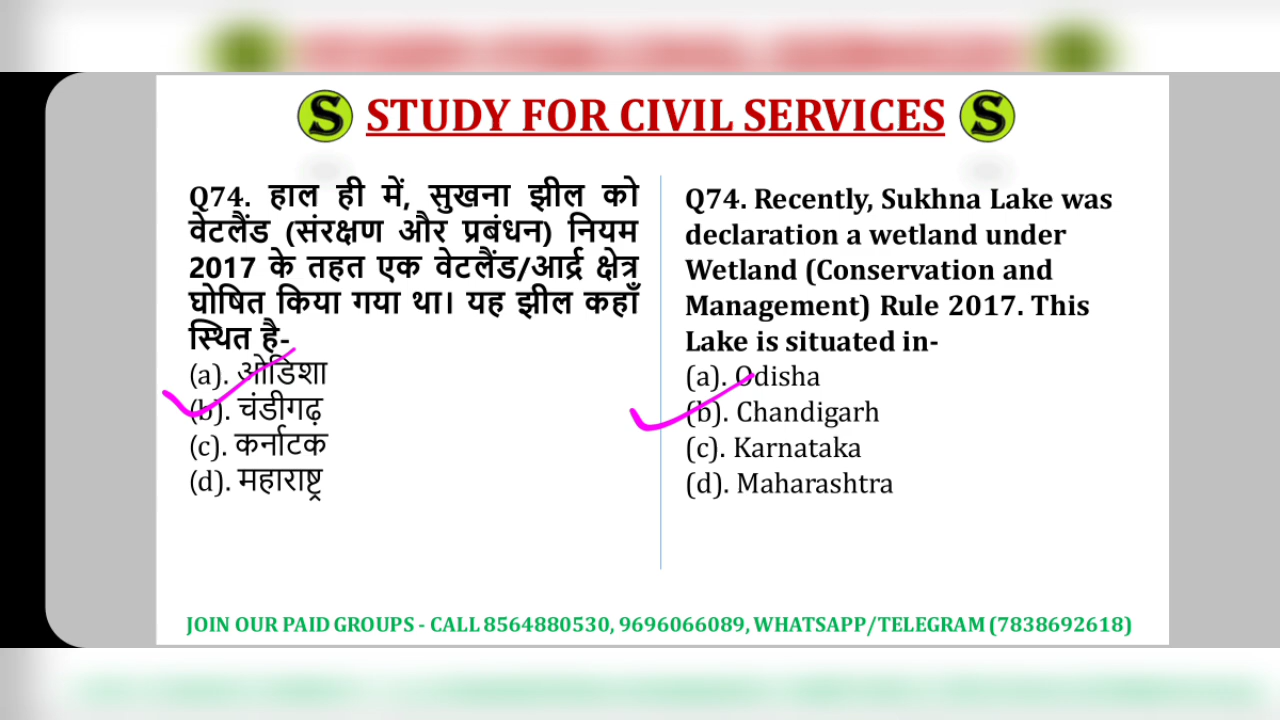 S STUDY FOR CIVIL SERVICES S
Q74. हाल ही में, सुखना झील को
वेटलैंड (संरक्षण और प्रबंधन) नियम
2017 के तहत एक वेटलैंड/आर्द्र क्षेत्र
घोषित किया गया था। यह झील कहाँ
स्थित है-
(a). ओडिशा
(b). चंडीगढ़
(c). कर्नाटक
(d). महाराष्ट्र
Q74. Recently, Sukhna Lake was
declaration a wetland under
Wetland (Conservation and
Management) Rule 2017. This
Lake is situated in-
(a). Odisha
(b). Chandigarh
(c). Karnataka
(d). Maharashtra
JOIN OUR PAID GROUPS - CALL 8564880530, 9696066089, WHATSAPP/TELEGRAM (7838692618)